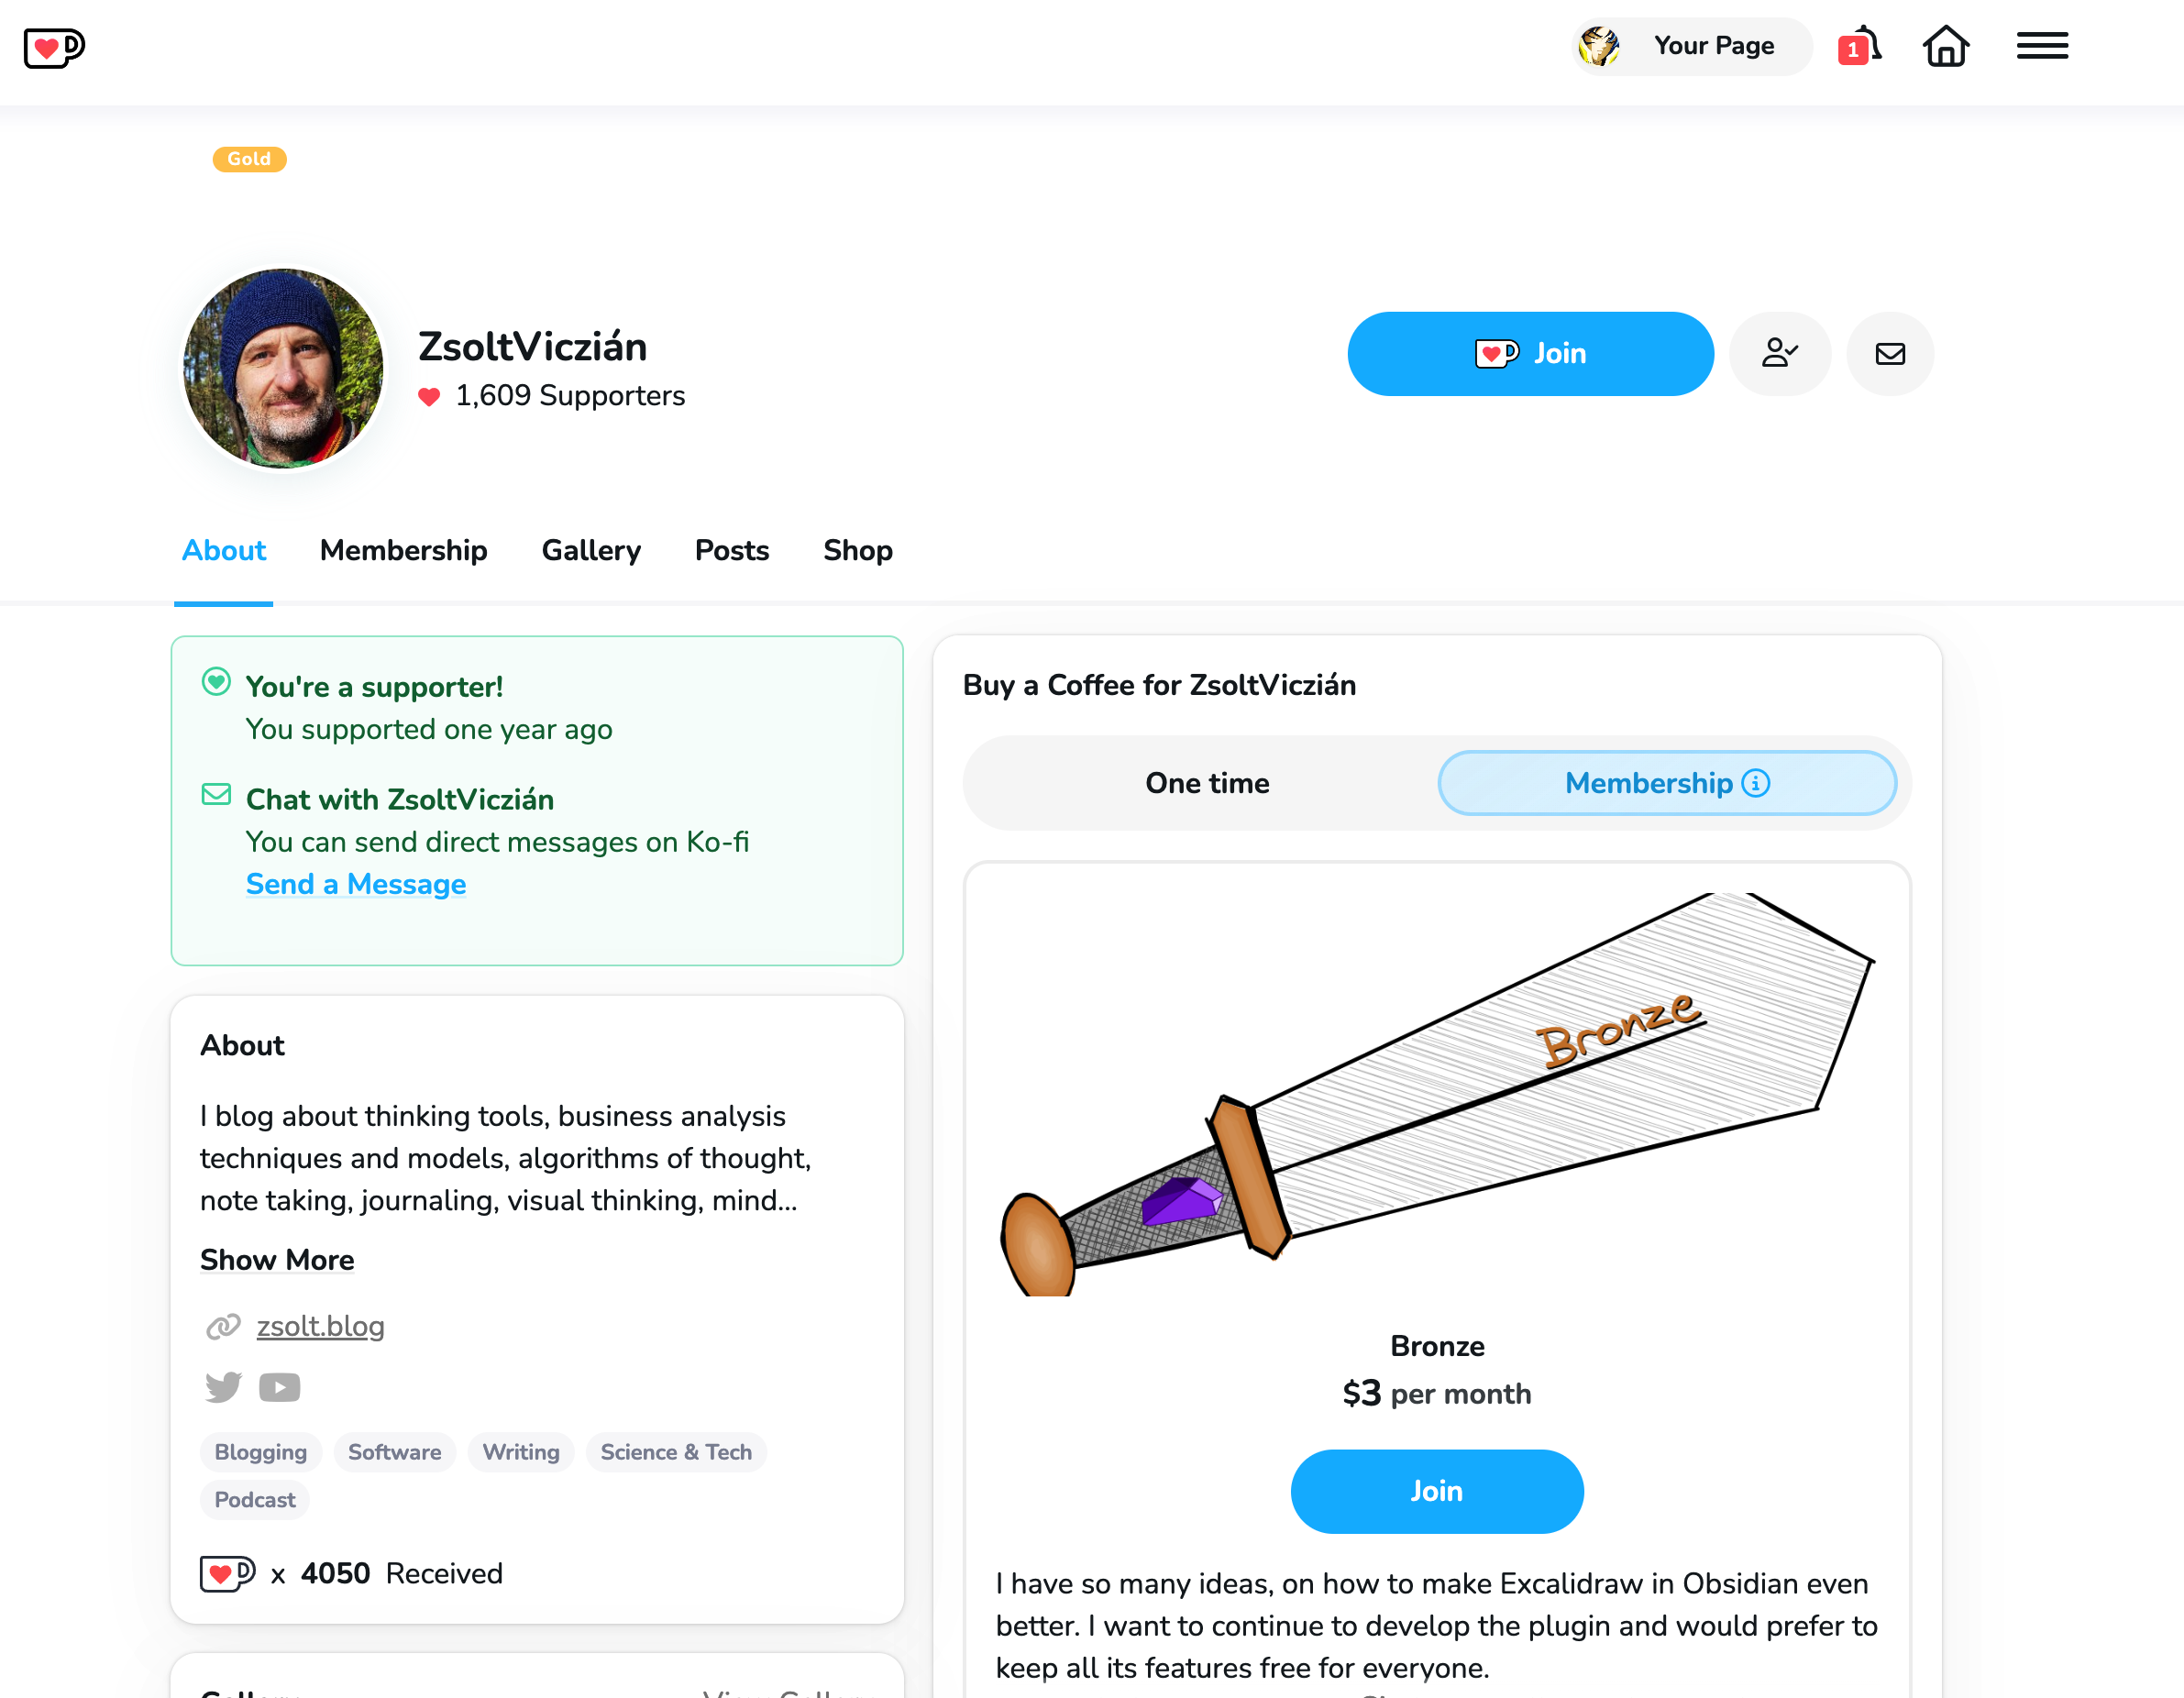 Your Page
1
Gold
ZsoltViczián
1,609 Supporters
Join
About
Membership
Gallery
Posts
Shop
You're a supporter!
You supported one year ago
Chat with ZsoltViczián
You can send direct messages on Ko-fi
Send a Message
About
I blog about thinking tools, business analysis
techniques and models, algorithms of thought,
note taking, journaling, visual thinking, mind...
Show More
zsolt.blog
Blogging
Software
Writing
Science & Tech
Podcast
x 4050 Received
Gallery
View Gallery
Buy a Coffee for ZsoltViczián
One time
Membership
Bronze
Bronze
$3 per month
Join
I have so many ideas, on how to make Excalidraw in Obsidian even
better. I want to continue to develop the plugin and would prefer to
keep all its features free for everyone.